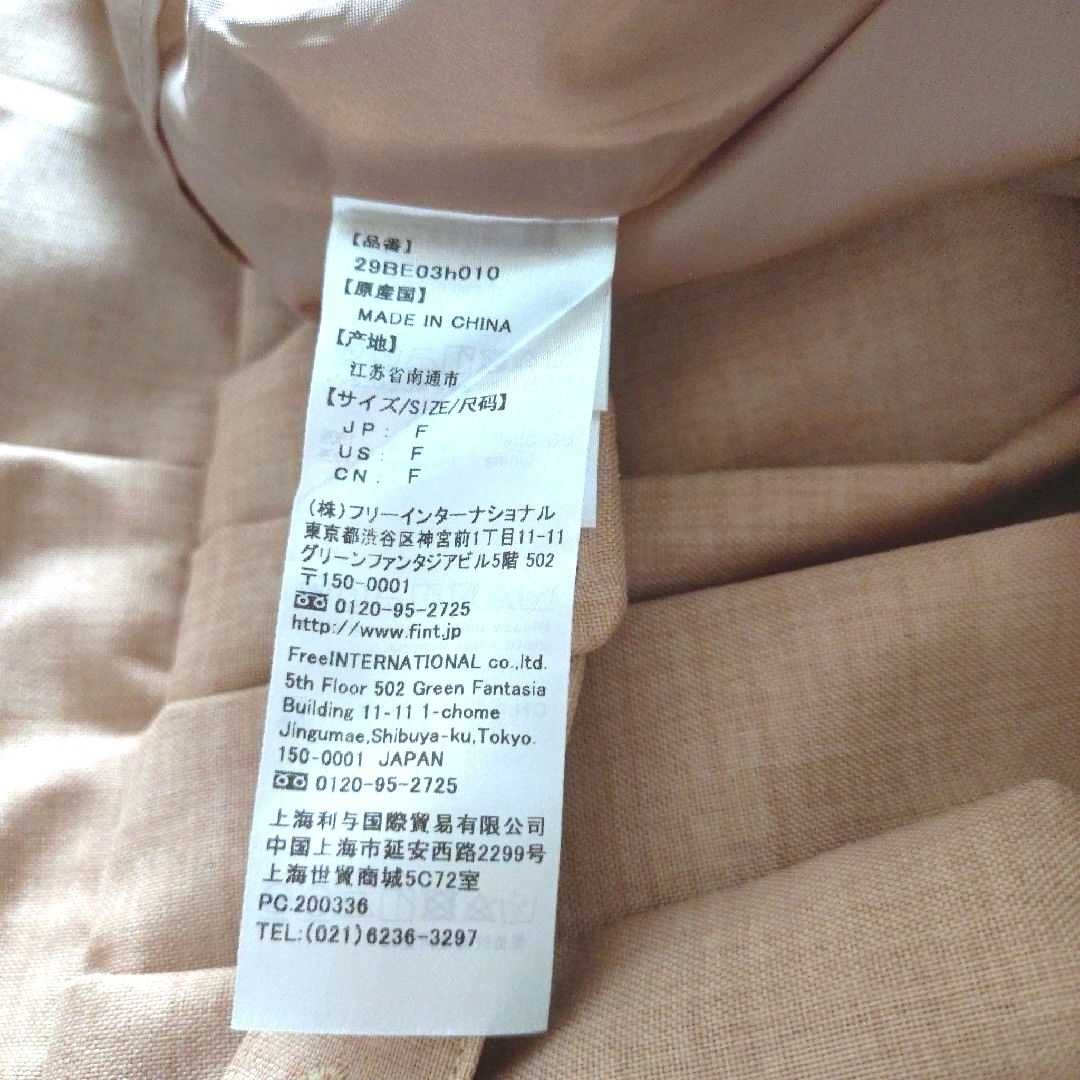 【品番】
29BE03h010
【原産国】
MADE IN CHINA
【产地】
江苏省南通市
【サイズ/SIZE/尺码】
JP: F
US: F
CN: F
(株)フリーインターナショナル
東京都渋谷区神宮前1丁目11-11
グリーンファンタジアビル5階 502
〒150-0001
0120-95-2725
http://www.fint.jp
FreeINTERNATIONAL co.,ltd.
5th Floor 502 Green Fantasia
Building 11-11 1-chome
Jingumae,Shibuya-ku,Tokyo.
150-0001 JAPAN
0120-95-2725
上海利与国際貿易有限公司
中国上海市延安西路2299号
上海世貿商城5C72室
PC.200336
TEL:(021)6236-3297